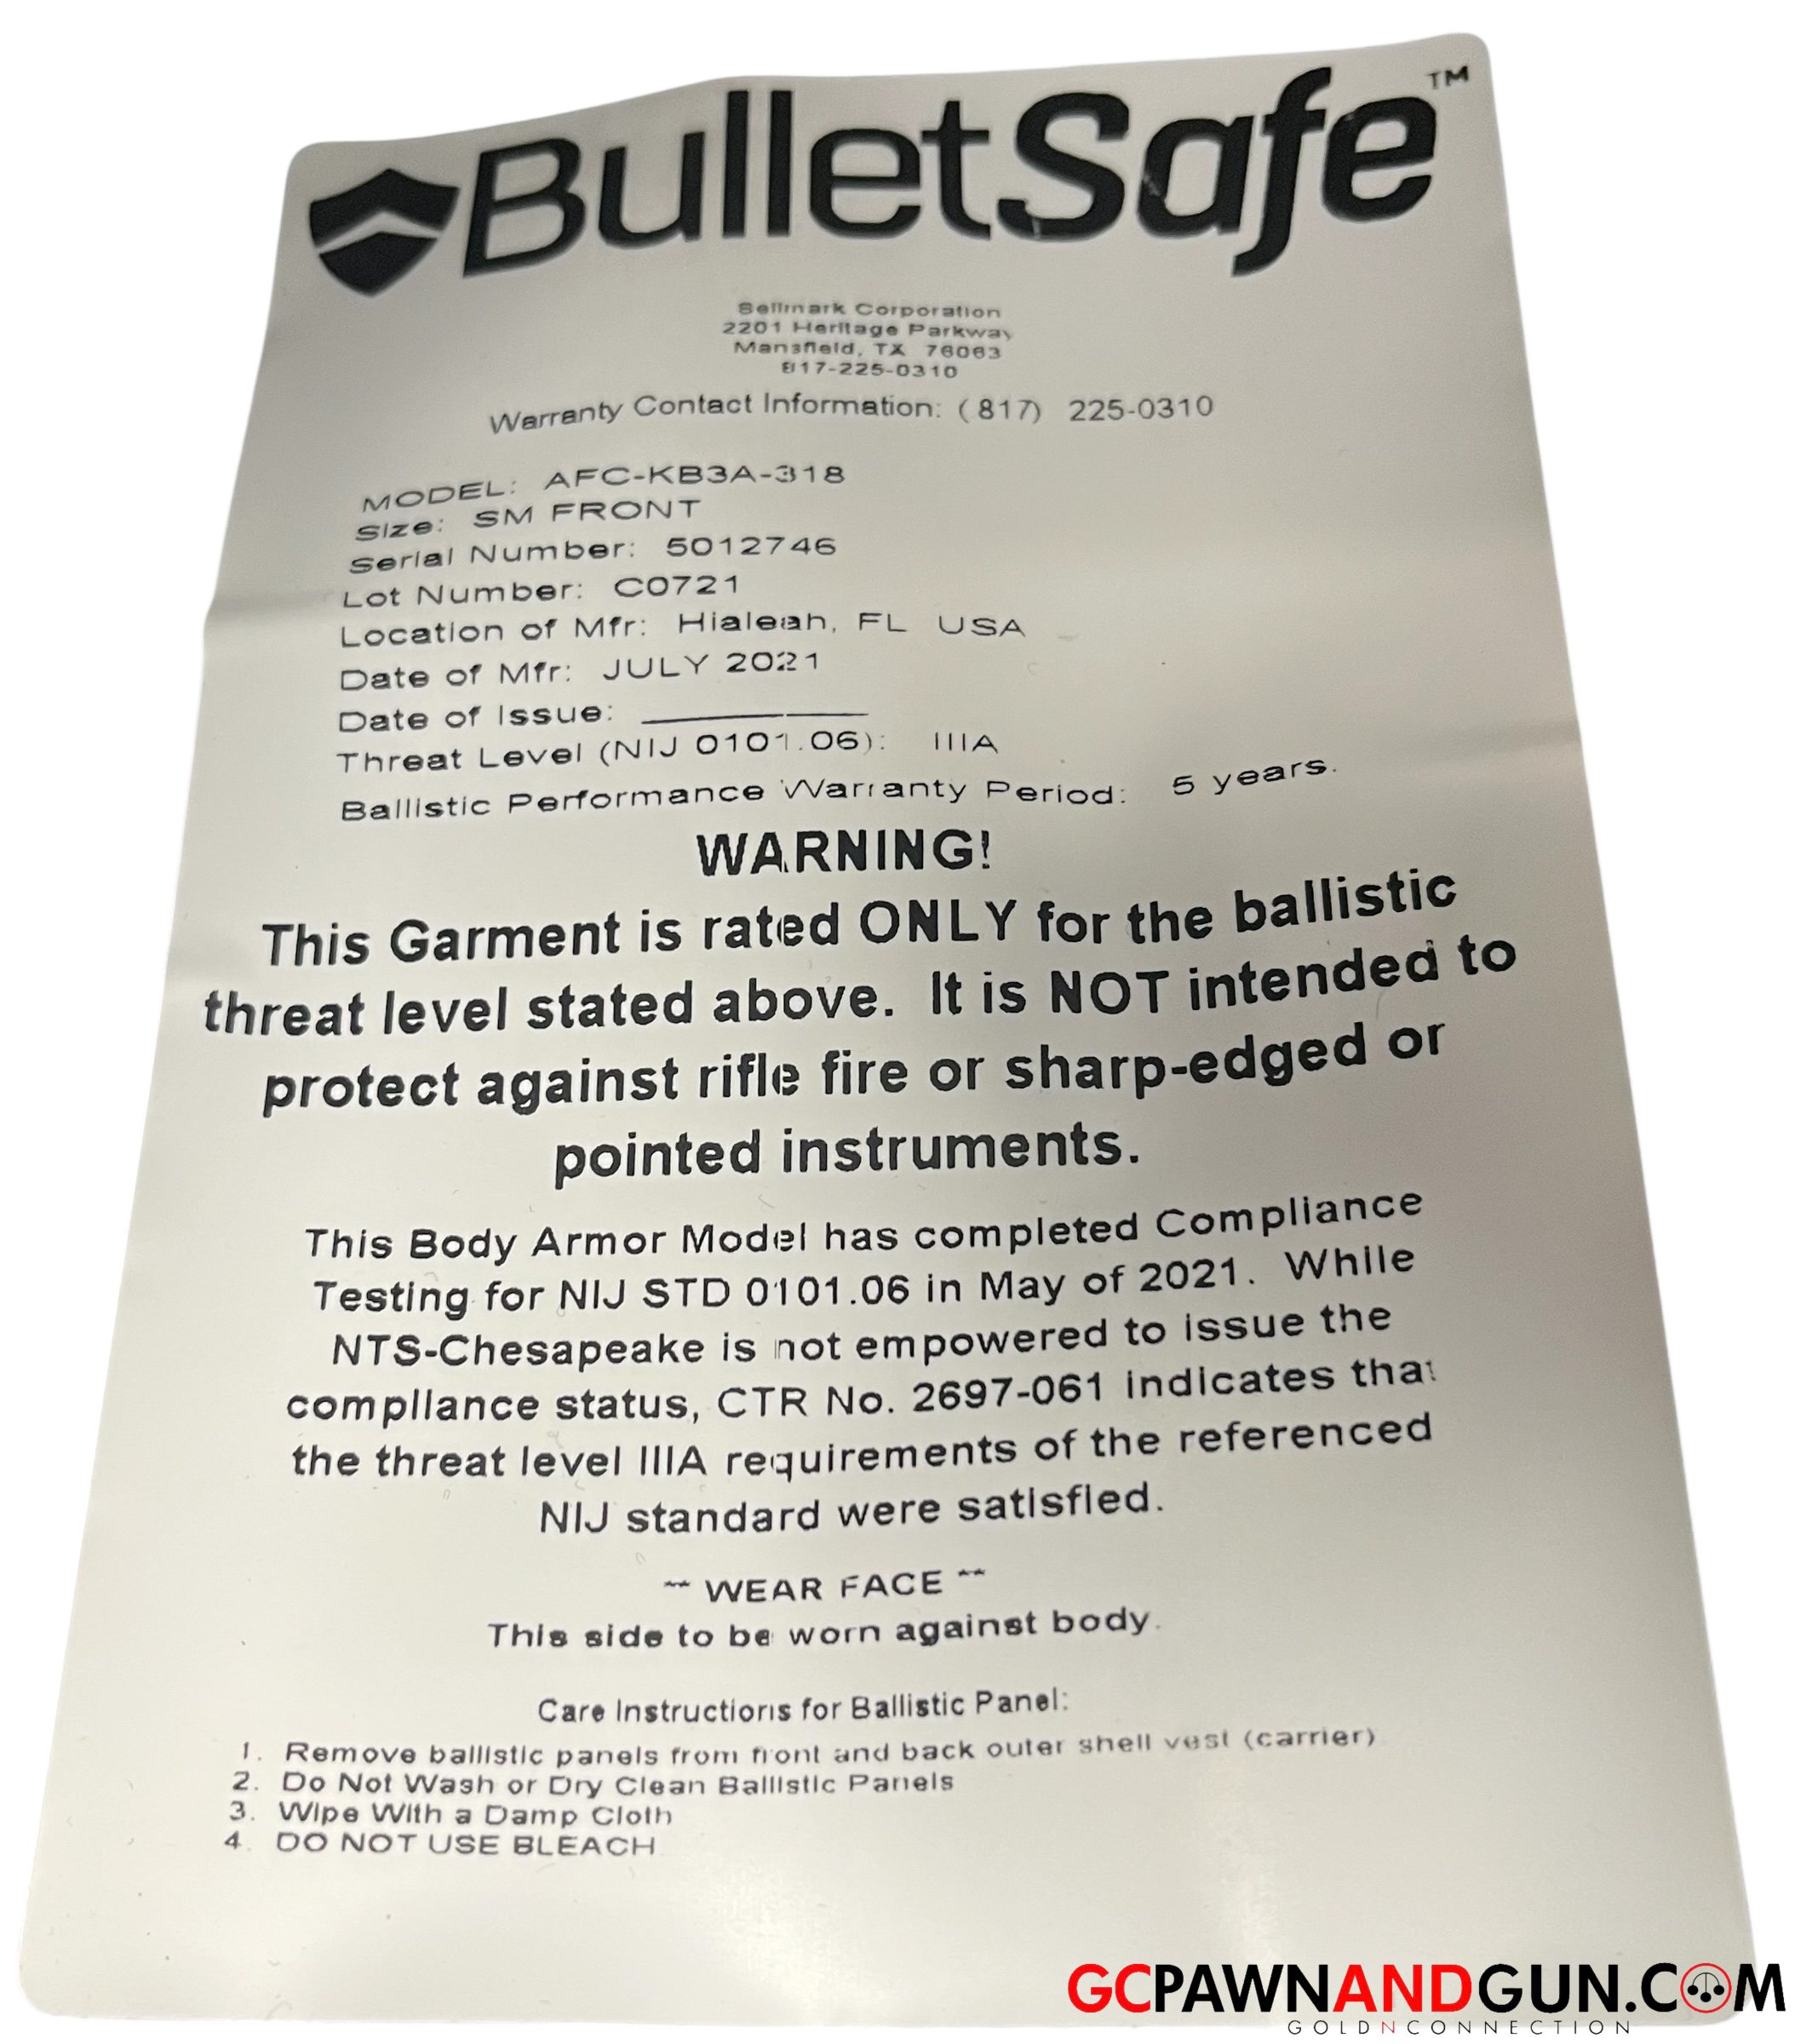 BulletSafe™
Sellmark Corporation
2201 Heritage Parkway
Mansfield, TX 76063
817-225-0310
Warranty Contact Information: (817) 225-0310
MODEL: AFC-KB3A-318
Size: SM FRONT
Serial Number: 5012746
Lot Number: C0721
Location of Mfr: Hialeah, FL USA
Date of Mfr: JULY 2021
Date of Issue: __________
Threat Level (NIJ 0101.06): IIIA
Ballistic Performance Warranty Period: 5 years.
WARNING!
This Garment is rated ONLY for the ballistic
threat level stated above. It is NOT intended to
protect against rifle fire or sharp-edged or
pointed instruments.
This Body Armor Model has completed Compliance
Testing for NIJ STD 0101.06 in May of 2021. While
NTS-Chesapeake is not empowered to issue the
compliance status, CTR No. 2697-061 indicates that
the threat level IIIA requirements of the referenced
NIJ standard were satisfied.
** WEAR FACE **
This side to be worn against body.
Care Instructions for Ballistic Panel:
1. Remove ballistic panels from front and back outer shell vest (carrier)
2. Do Not Wash or Dry Clean Ballistic Panels
3. Wipe With a Damp Cloth
4. DO NOT USE BLEACH
GCPAWNANDGUN.COM
GOLDNCONNECTION